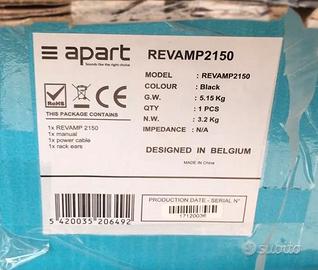 apart
Sounds like the right choice
REVAMP2150
MODEL : REVAMP2150
COLOUR : Black
G.W. : 5.15 Kg
QTY : 1 PCS
N.W. : 3.2 Kg
IMPEDANCE : N/A
RoHS
CE
THIS PACKAGE CONTAINS
1x REVAMP 2150
1x manual
1x power cable
1x rack ears
DESIGNED IN BELGIUM
MADE IN China
5 420035 206492
PRODUCTION DATE - SERIAL N°
17120036
subito